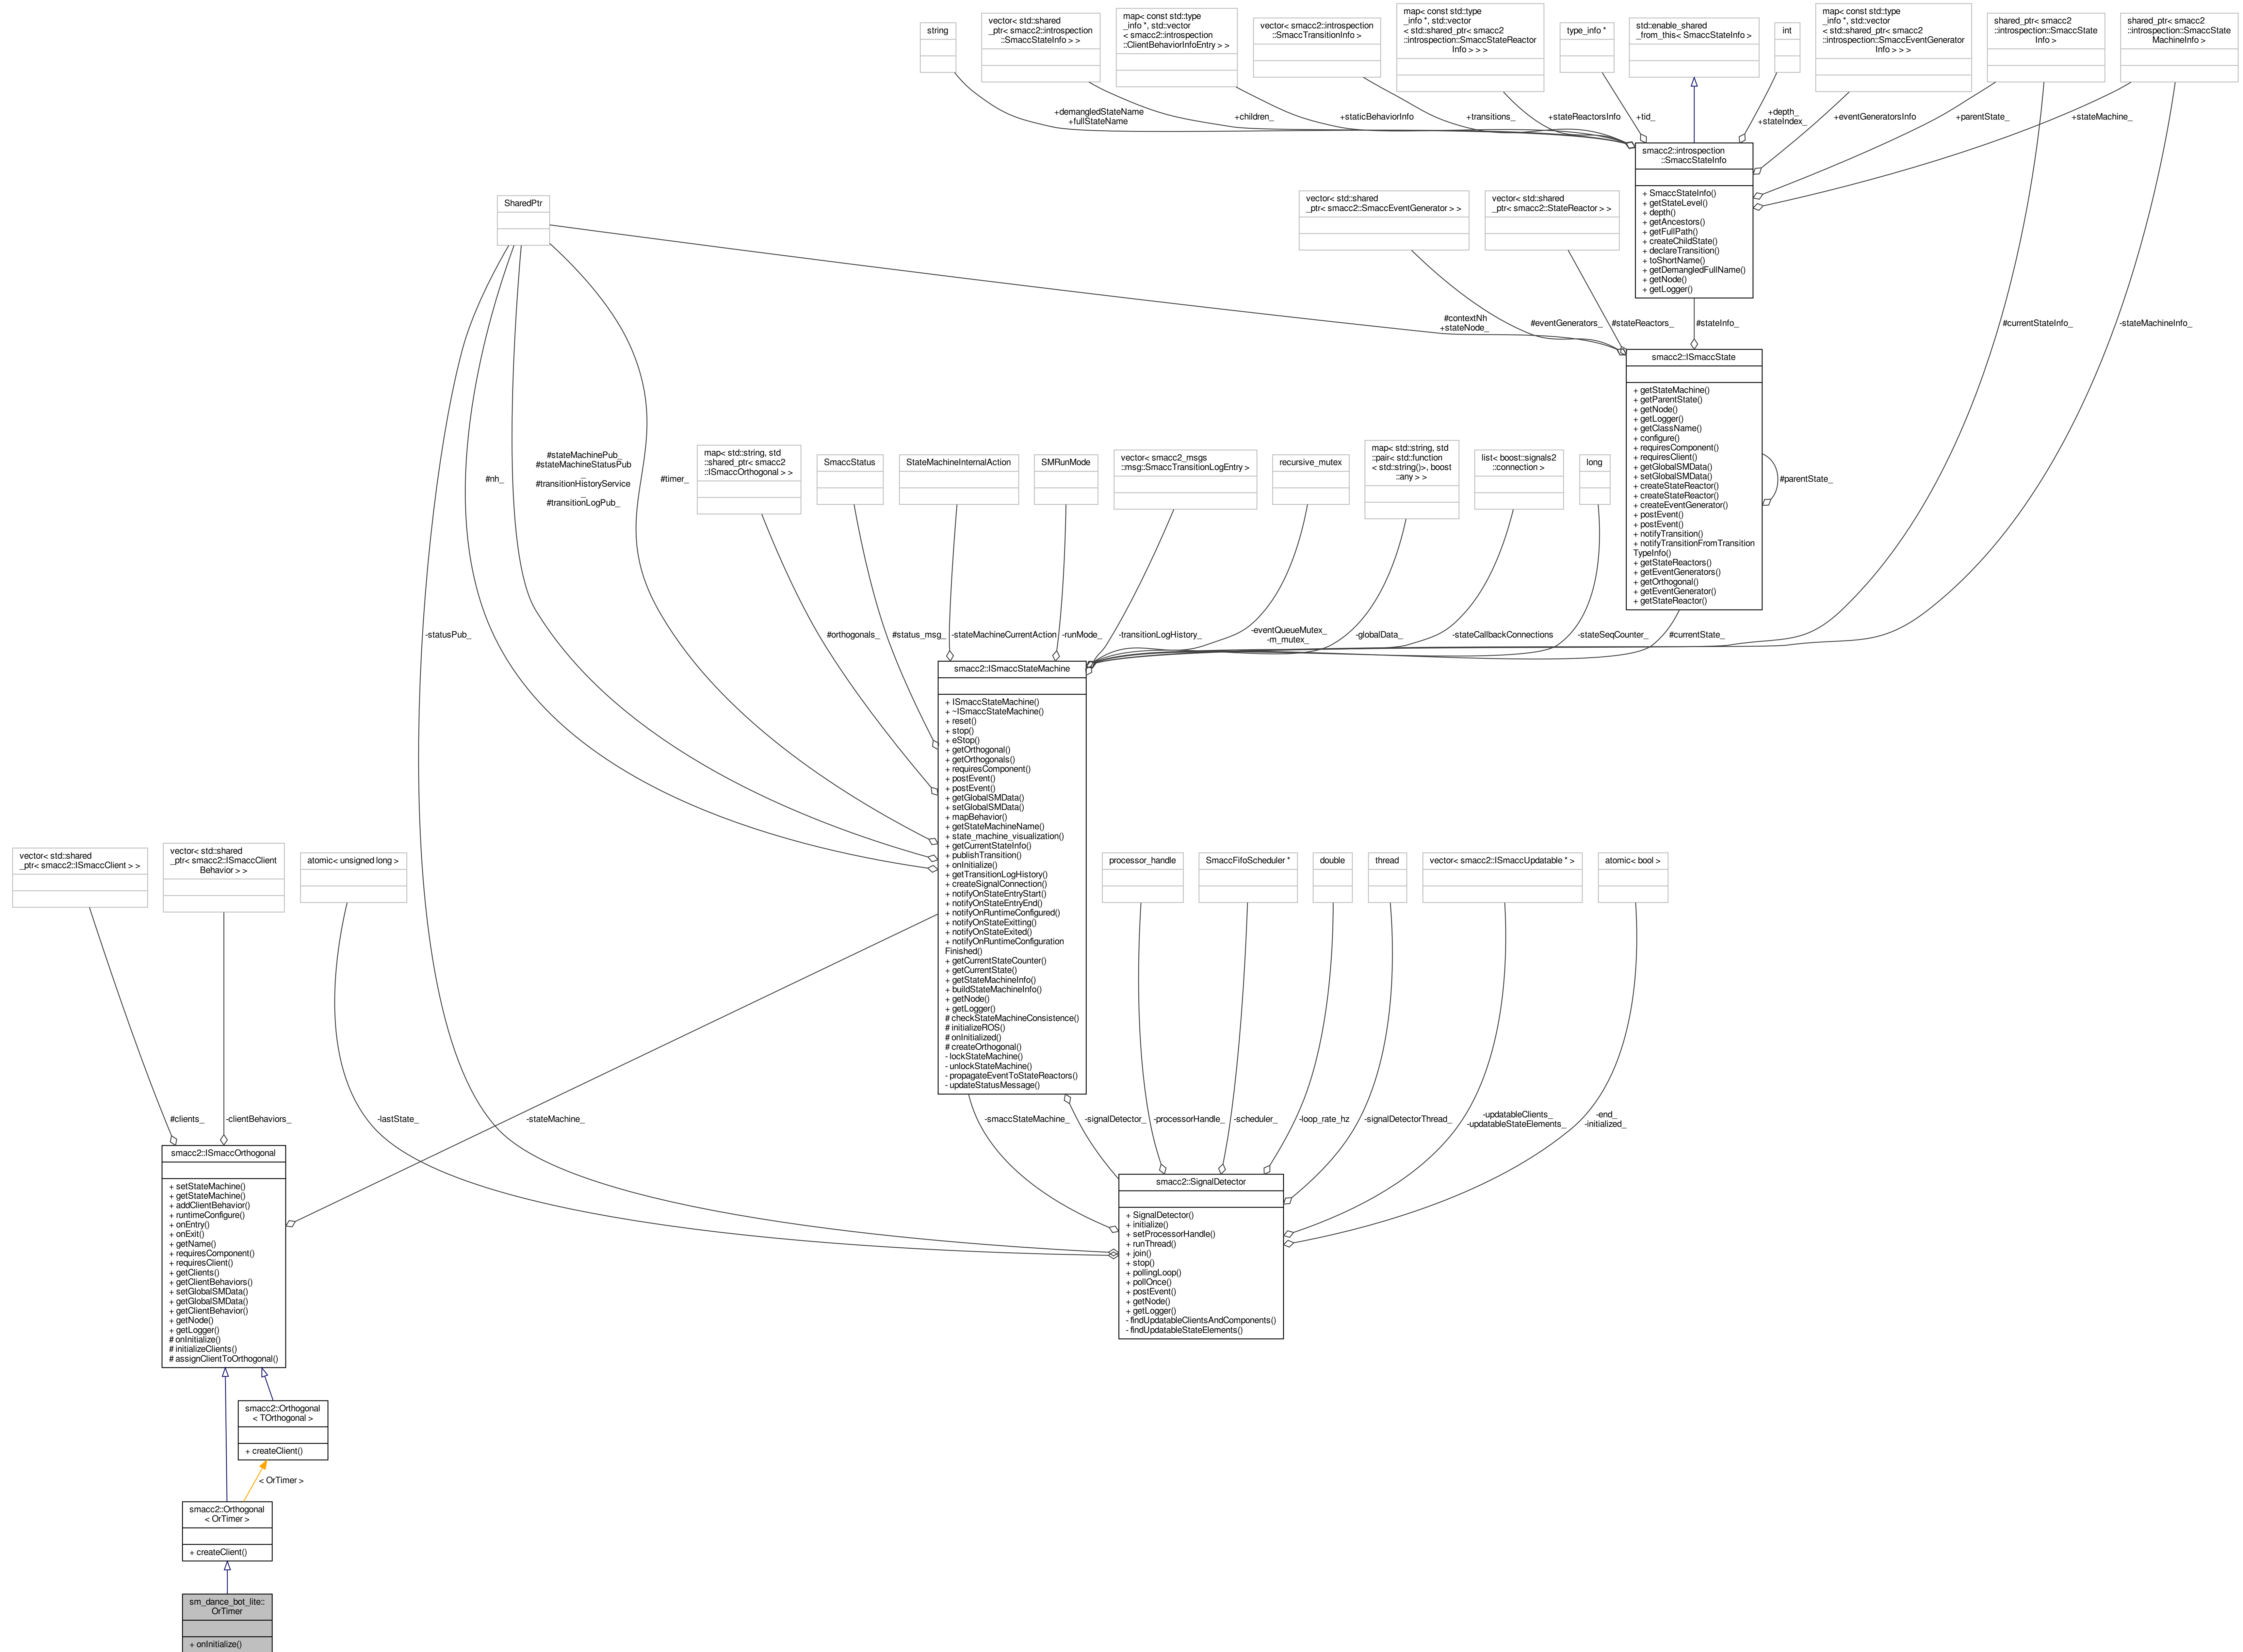 string
vector< std::shared
_ptr< smacc2::introspection
::SmaccStateInfo > >
map< const std::type
_info *, std::vector
< smacc2::introspection
::ClientBehaviorInfoEntry > >
vector< smacc2::introspection
::SmaccTransitionInfo >
map< const std::type
_info *, std::vector
< std::shared_ptr< smacc2
::introspection::SmaccStateReactor
Info > > >
type_info *
std::enable_shared
_from_this< SmaccStateInfo >
int
map< const std::type
_info *, std::vector
< std::shared_ptr< smacc2
::introspection::SmaccEventGenerator
Info > > >
shared_ptr< smacc2
::introspection::SmaccState
Info >
shared_ptr< smacc2
::introspection::SmaccState
MachineInfo >
+demangledStateName
+fullStateName
+children_
+staticBehaviorInfo
+transitions_
+stateReactorsInfo
+tid_
+depth_
+stateIndex_
+eventGeneratorsInfo
+parentState_
+stateMachine_
smacc2::introspection
::SmaccStateInfo
+ SmaccStateInfo()
+ getStateLevel()
+ depth()
+ getAncestors()
+ getFullPath()
+ createChildState()
+ declareTransition()
+ toShortName()
+ getDemangledFullName()
+ getNode()
+ getLogger()
SharedPtr
vector< std::shared
_ptr< smacc2::SmaccEventGenerator > >
vector< std::shared
_ptr< smacc2::StateReactor > >
#contextNh
+stateNode_
#eventGenerators_
#stateReactors_
#stateInfo_
#currentStateInfo_
-stateMachineInfo_
smacc2::ISmaccState
+ getStateMachine()
+ getParentState()
+ getNode()
+ getLogger()
+ getClassName()
+ configure()
+ requiresComponent()
+ requiresClient()
+ getGlobalSMData()
+ setGlobalSMData()
+ createStateReactor()
+ createStateReactor()
+ createEventGenerator()
+ postEvent()
+ postEvent()
+ notifyTransition()
+ notifyTransitionFromTransition
TypeInfo()
+ getStateReactors()
+ getEventGenerators()
+ getOrthogonal()
+ getEventGenerator()
+ getStateReactor()
#parentState_
#nh_
#stateMachinePub_
#stateMachineStatusPub
_
#transitionHistoryService
_
#transitionLogPub_
#timer_
map< std::string, std
::shared_ptr< smacc2
::ISmaccOrthogonal > >
SmaccStatus
StateMachineInternalAction
SMRunMode
vector< smacc2_msgs
::msg::SmaccTransitionLogEntry >
recursive_mutex
map< std::string, std
::pair< std::function
< std::string()>, boost
::any > >
list< boost::signals2
::connection >
long
-statusPub_
#orthogonals_
#status_msg_
-stateMachineCurrentAction
-runMode_
-transitionLogHistory_
-eventQueueMutex_
-m_mutex_
-globalData_
-stateCallbackConnections
-stateSeqCounter_
#currentState_
smacc2::ISmaccStateMachine
+ ISmaccStateMachine()
+ ~ISmaccStateMachine()
+ reset()
+ stop()
+ eStop()
+ getOrthogonal()
+ getOrthogonals()
+ requiresComponent()
+ postEvent()
+ postEvent()
+ getGlobalSMData()
+ setGlobalSMData()
+ mapBehavior()
+ getStateMachineName()
+ state_machine_visualization()
+ getCurrentStateInfo()
+ publishTransition()
+ onInitialize()
+ getTransitionLogHistory()
+ createSignalConnection()
+ notifyOnStateEntryStart()
+ notifyOnStateEntryEnd()
+ notifyOnRuntimeConfigured()
+ notifyOnStateExitting()
+ notifyOnStateExited()
+ notifyOnRuntimeConfiguration
Finished()
+ getCurrentStateCounter()
+ getCurrentState()
+ getStateMachineInfo()
+ buildStateMachineInfo()
+ getNode()
+ getLogger()
# checkStateMachineConsistence()
# initializeROS()
# onInitialized()
# createOrthogonal()
- lockStateMachine()
- unlockStateMachine()
- propagateEventToStateReactors()
- updateStatusMessage()
vector< std::shared
_ptr< smacc2::ISmaccClient > >
vector< std::shared
_ptr< smacc2::ISmaccClient
Behavior > >
atomic< unsigned long >
processor_handle
SmaccFifoScheduler *
double
thread
vector< smacc2::ISmaccUpdatable * >
atomic< bool >
#clients_
-clientBehaviors_
-lastState_
-stateMachine_
-smaccStateMachine_
-signalDetector_
-processorHandle_
-scheduler_
-loop_rate_hz
-signalDetectorThread_
-updatableClients_
-updatableStateElements_
-end_
-initialized_
smacc2::ISmaccOrthogonal
+ setStateMachine()
+ getStateMachine()
+ addClientBehavior()
+ runtimeConfigure()
+ onEntry()
+ onExit()
+ getName()
+ requiresComponent()
+ requiresClient()
+ getClients()
+ getClientBehaviors()
+ setGlobalSMData()
+ getGlobalSMData()
+ getClientBehavior()
+ getNode()
+ getLogger()
# onInitialize()
# initializeClients()
# assignClientToOrthogonal()
smacc2::SignalDetector
+ SignalDetector()
+ initialize()
+ setProcessorHandle()
+ runThread()
+ join()
+ stop()
+ pollingLoop()
+ pollOnce()
+ postEvent()
+ getNode()
+ getLogger()
- findUpdatableClientsAndComponents()
- findUpdatableStateElements()
smacc2::Orthogonal
< TOrthogonal >
+ createClient()
< OrTimer >
smacc2::Orthogonal
< OrTimer >
+ createClient()
sm_dance_bot_lite::
OrTimer
+ onInitialize()